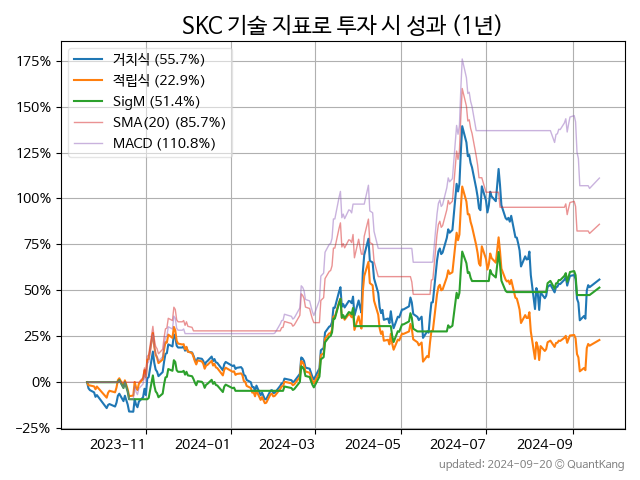 SKC 기술 지표로 투자 시 성과 (1년)
거치식 (55.7%)
적립식 (22.9%)
SigM (51.4%)
SMA(20) (85.7%)
MACD (110.8%)
175%
150%
125%
100%
75%
50%
25%
0%
−25%
2023-11 2024-01 2024-03 2024-05 2024-07 2024-09
updated: 2024-09-20 © QuantKang